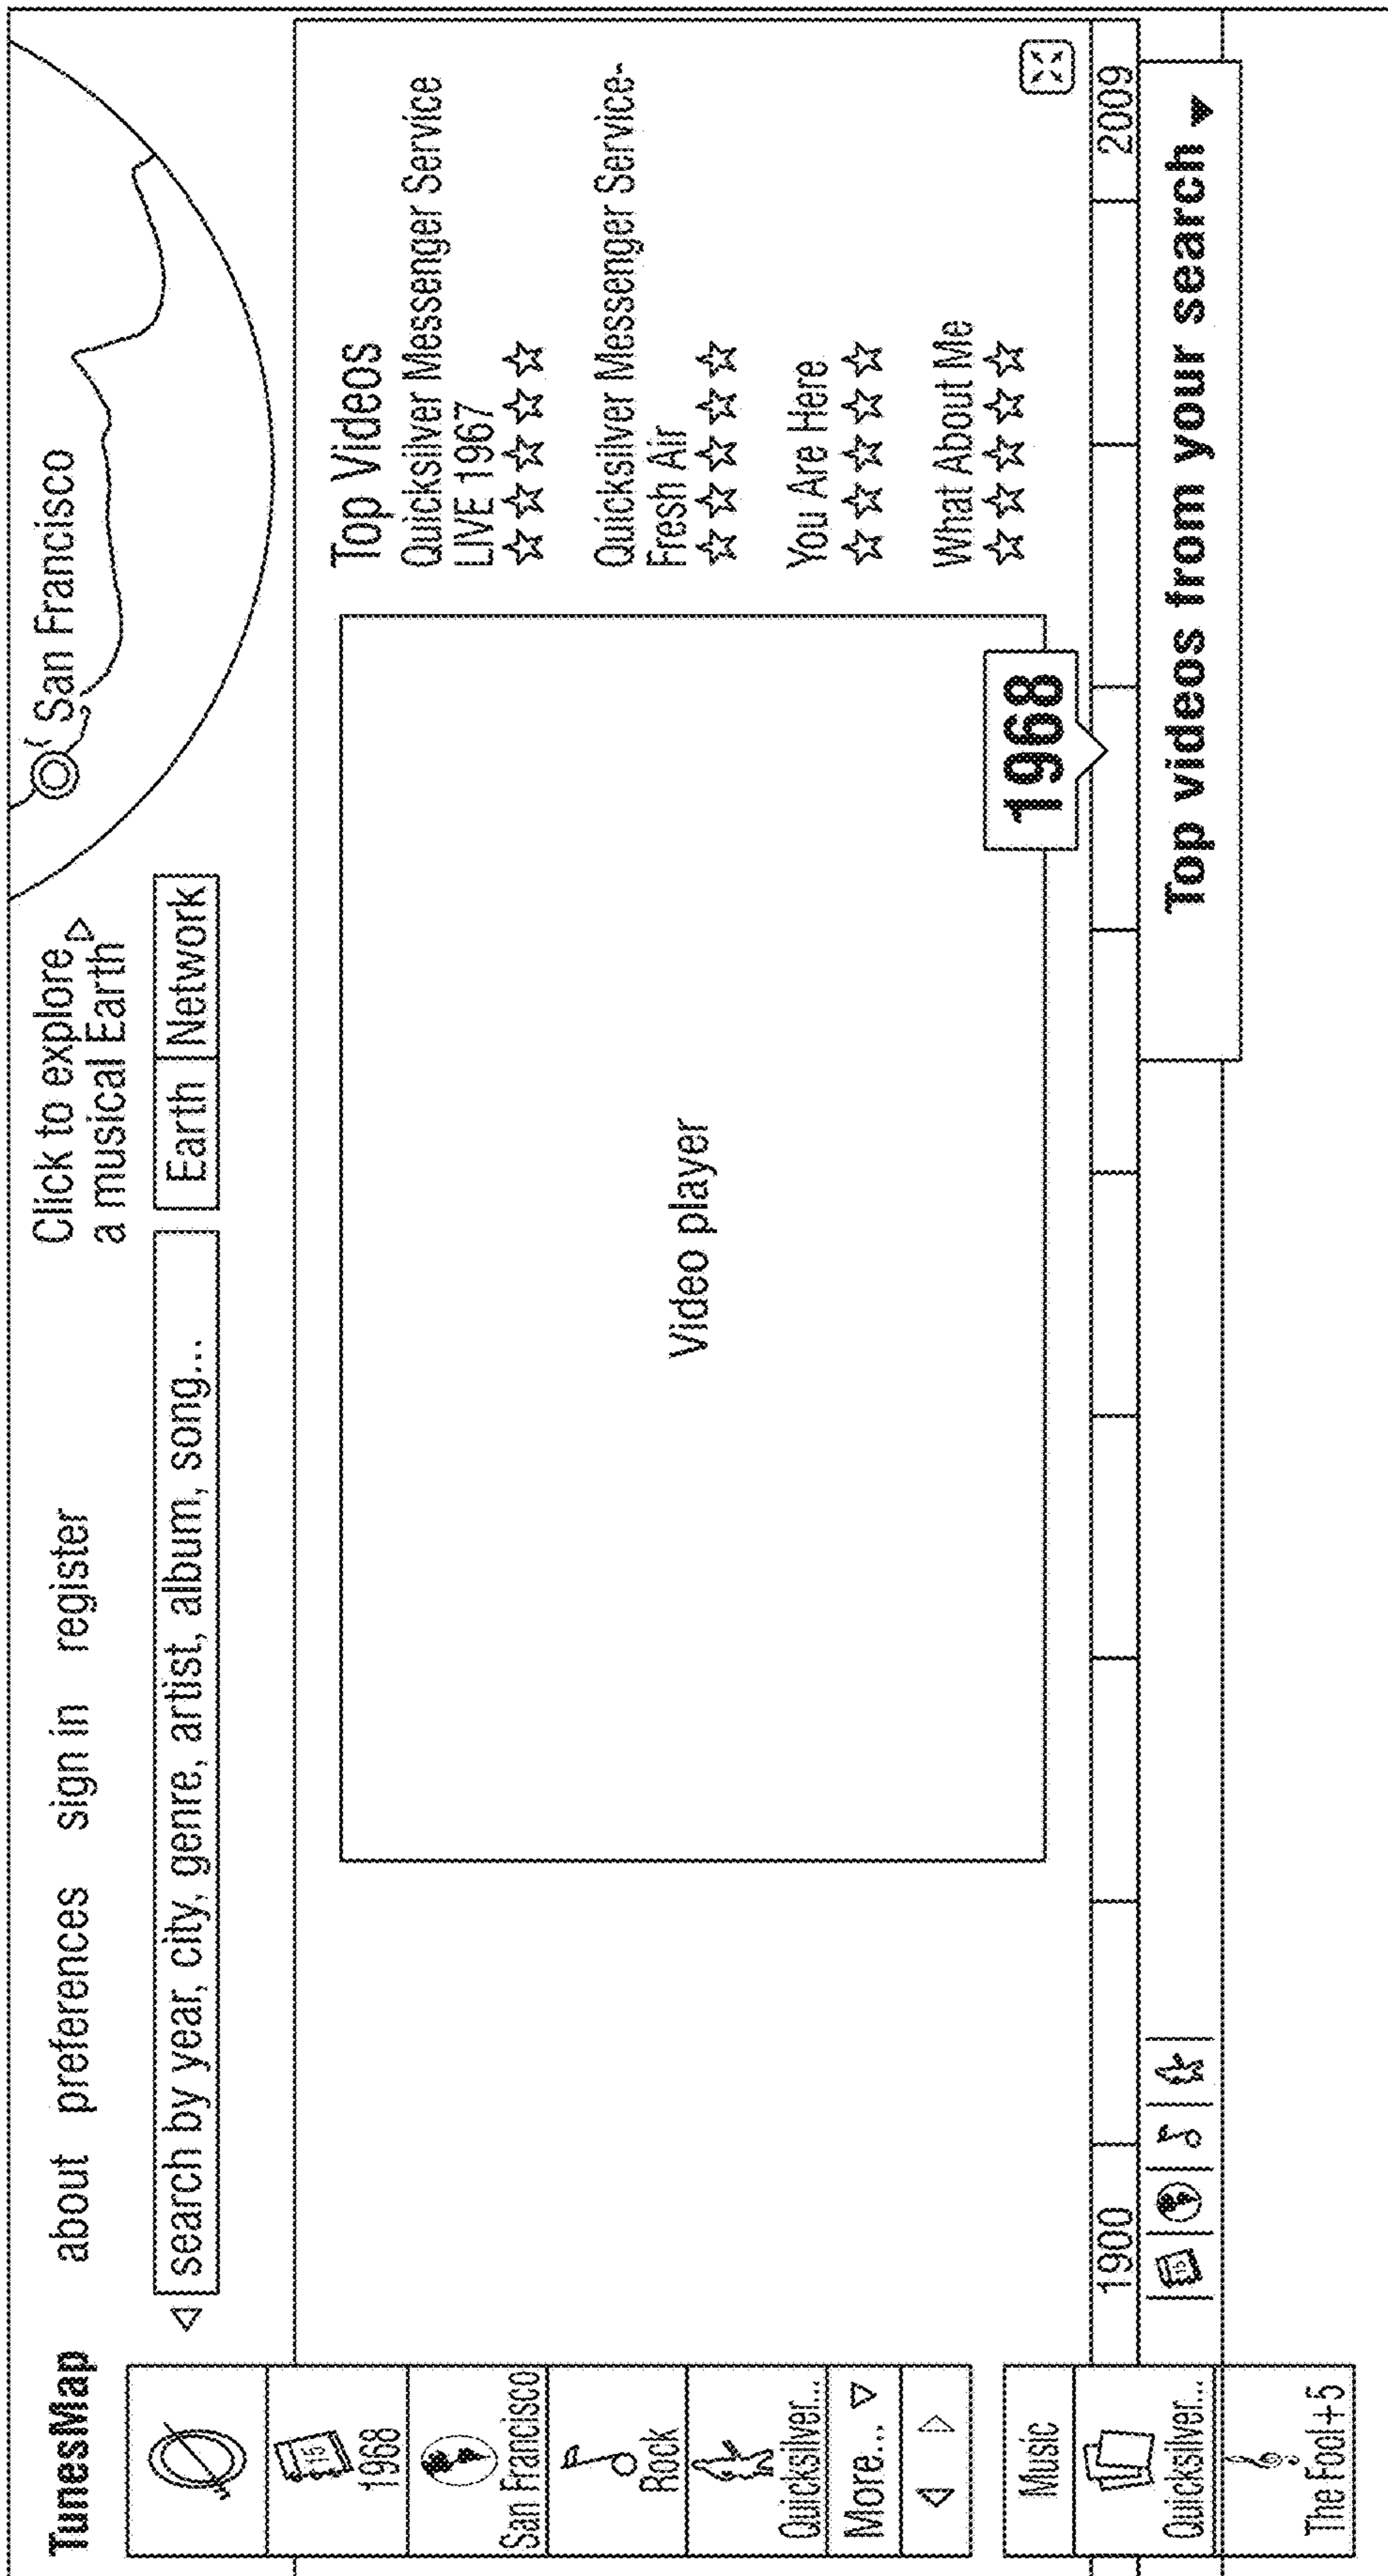 TunesMap about preferences sign in register
Click to explore
a musical Earth
San Francisco
search by year, city, genre, artist, album, song...
Earth Network
15
1968
San Francisco
Rock
Quicksilver...
More...
Music
Quicksilver...
The Fool+5
Video player
Top Videos
Quicksilver Messenger Service
LIVE 1967
Quicksilver Messenger Service-
Fresh Air
You Are Here
What About Me
1968
1900
2009
15
Top videos from your search